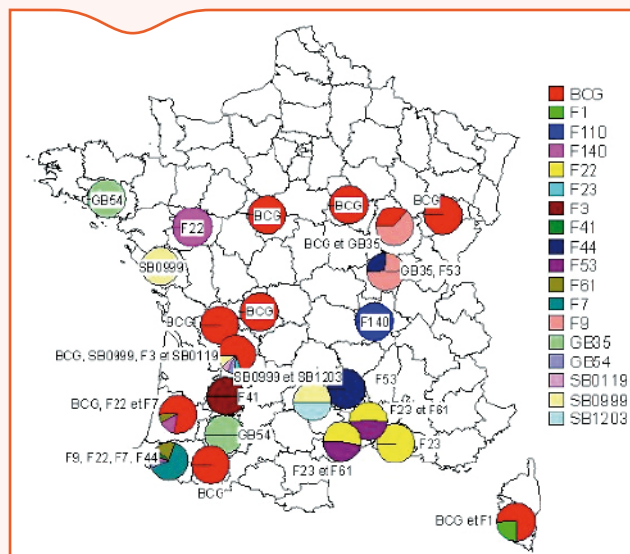 GB54
F22
BCG
BCG
BCG
BCG et GB35
SB0999
GB35, F53
BCG
BCG
F140
BCG, SB0999, F3 et SB0119
SB0999 et SB1203
F53
F41
BCG, F22 et F7
F23 et F61
GB54
F23
F9, F22, F7, F44
F23 et F61
BCG
BCG et F1
BCG
F1
F110
F140
F22
F23
F3
F41
F44
F53
F61
F7
F9
GB35
GB54
SB0119
SB0999
SB1203